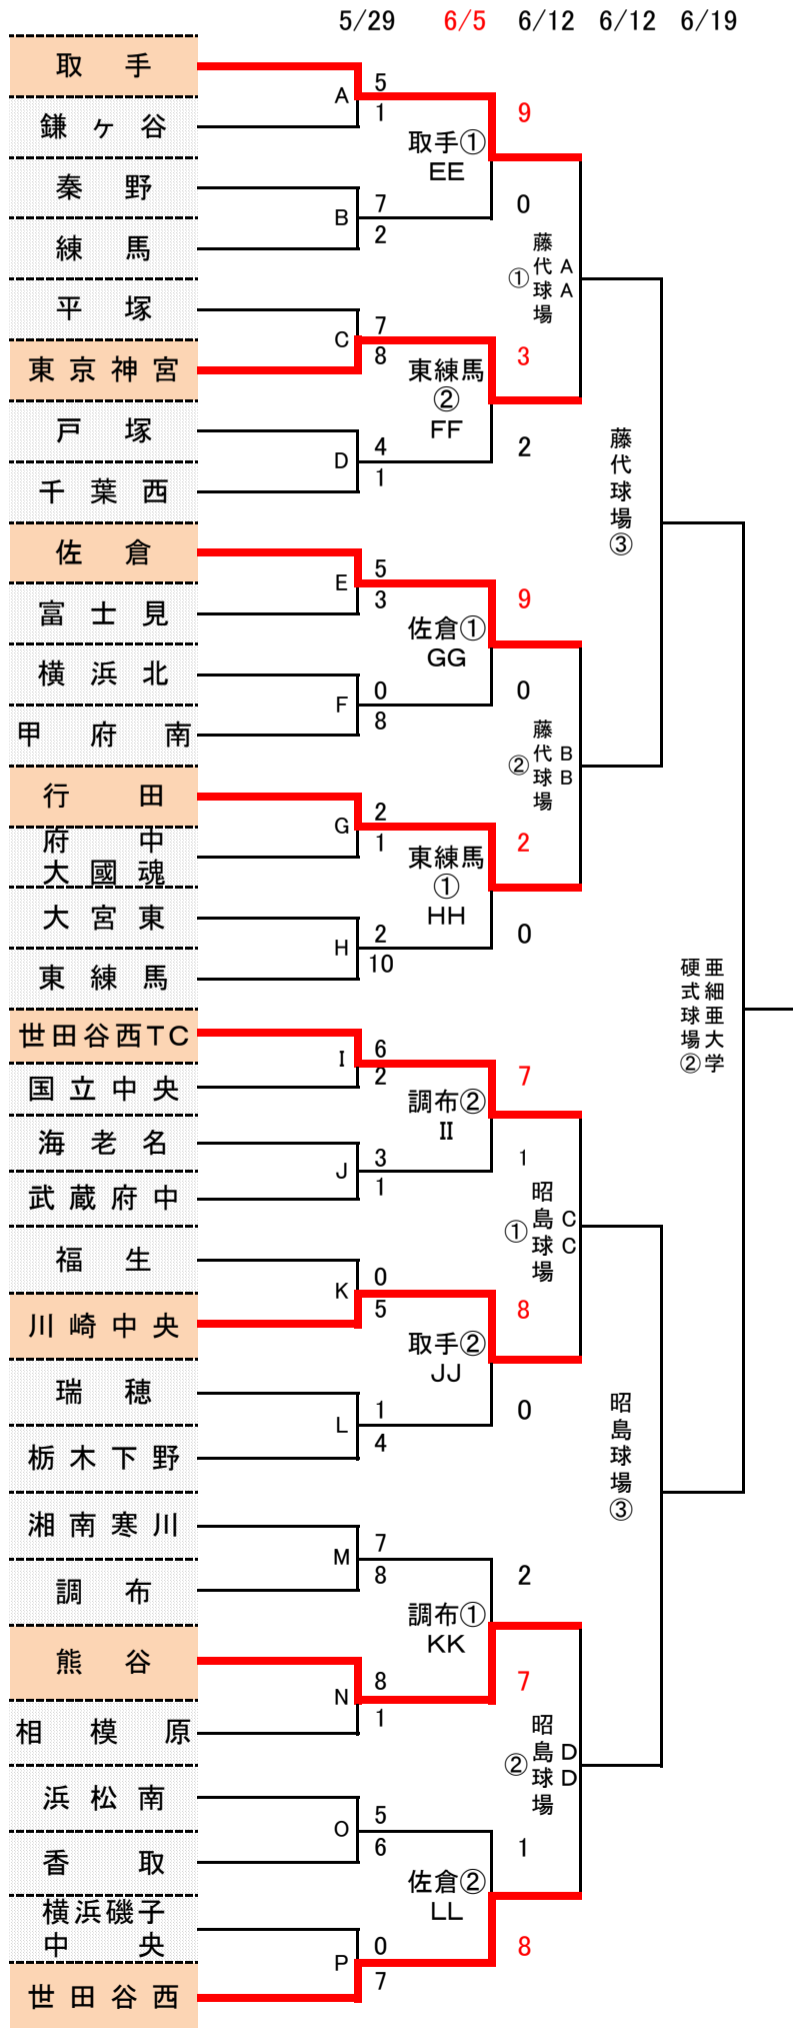 5/29 6/5 6/12 6/12 6/19
取手
鎌ヶ谷
A
5
1
取手①
EE
9
0
秦野
練馬
B
7
2
藤代球場
①
AA
平塚
東京神宮
C
7
8
東練馬
②
FF
3
2
戸塚
千葉西
D
4
1
藤代球場③
佐倉
富士見
E
5
3
佐倉①
GG
9
0
横浜北
甲府南
F
0
8
藤代球場
②
BB
行田
府中
大國魂
G
2
1
東練馬
①
HH
2
0
大宮東
東練馬
H
2
10
亜細亜大学
硬式球場②
世田谷西TC
国立中央
I
6
2
調布②
II
7
1
海老名
武蔵府中
J
3
1
昭島球場
①
CC
福生
川崎中央
K
0
5
取手②
JJ
8
0
瑞穂
栃木下野
L
1
4
昭島球場③
湘南寒川
調布
M
7
8
調布①
KK
2
7
熊谷
相模原
N
8
1
昭島球場
②
DD
浜松南
香取
O
5
6
佐倉②
LL
1
8
横浜磯子
中央
世田谷西
P
0
7